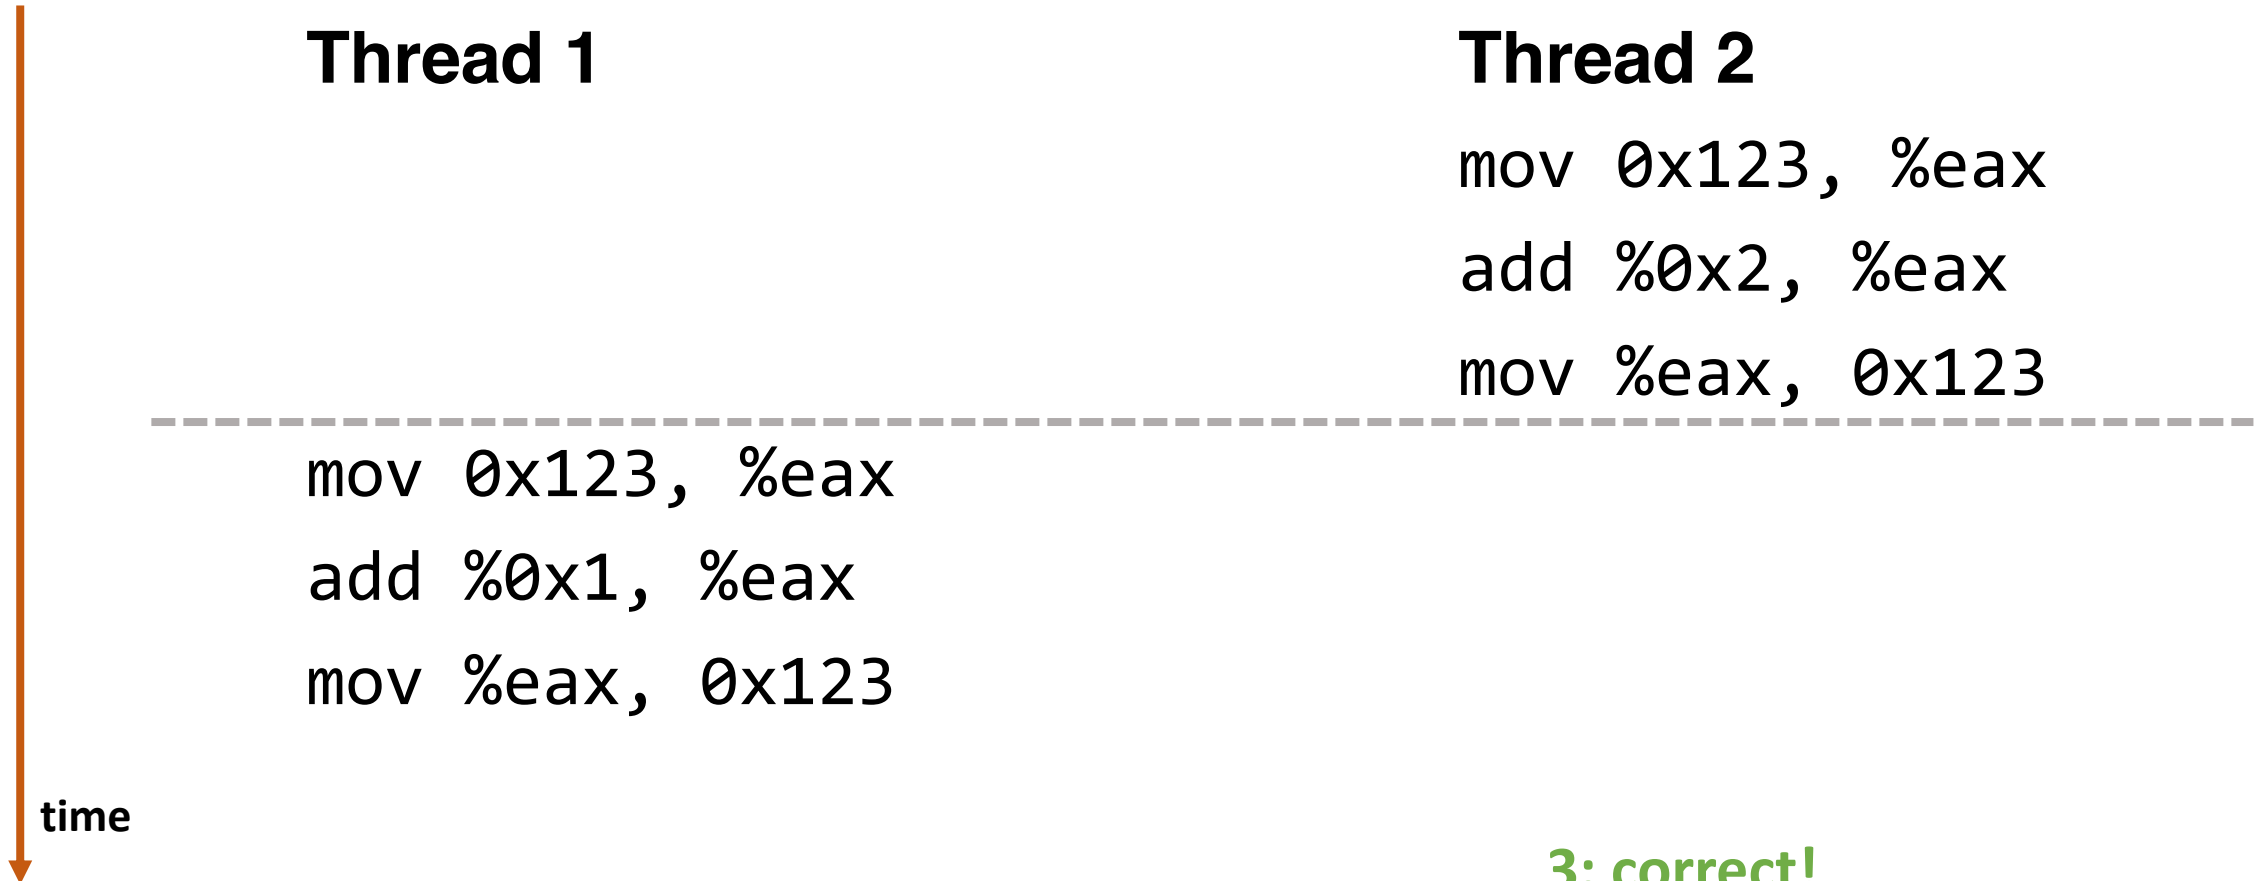 Thread 1
Thread 2
mov 0x123, %eax
add %0x2, %eax
mov %eax, 0x123
mov 0x123, %eax
add %0x1, %eax
mov %eax, 0x123
time
3: correct!